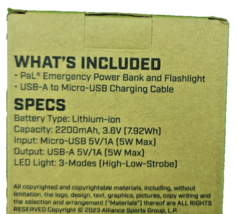 WHAT'S INCLUDED
- PaL® Emergency Power Bank and Flashlight
- USB-A to Micro-USB Charging Cable
SPECS
Battery Type: Lithium-ion
Capacity: 2200mAh, 3.6V (7.92Wh)
Input: Micro-USB 5V/1A (5W Max)
Output: USB-A 5V/1A (5W Max)
LED Light: 3-Modes (High-Low-Strobe)
All copyrighted and copyrightable materials, including, without
limitation, the logo, design, text, graphics, pictures, copy writing and
the selection and arrangement ("Materials") thereof are ALL RIGHTS
RESERVED Copyright © 2023 Alliance Sports Group, L.P.